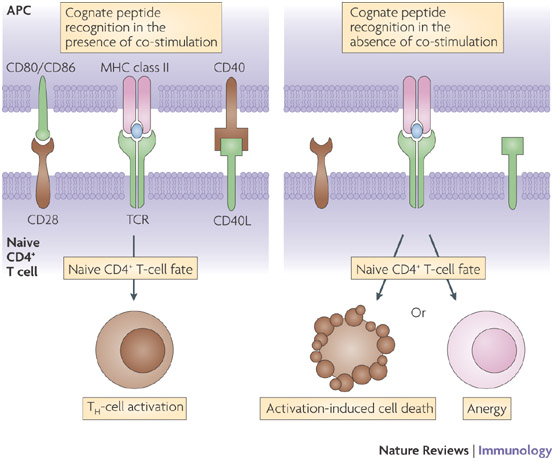 APC
Cognate peptide
recognition in the
presence of co-stimulation
Cognate peptide
recognition in the
absence of co-stimulation
CD80/CD86
MHC class II
CD40
CD28
TCR
CD40L
Naive
CD4⁺
T cell
Naive CD4⁺ T-cell fate
Naive CD4⁺ T-cell fate
Or
T_H-cell activation
Activation-induced cell death
Anergy
Nature Reviews | Immunology